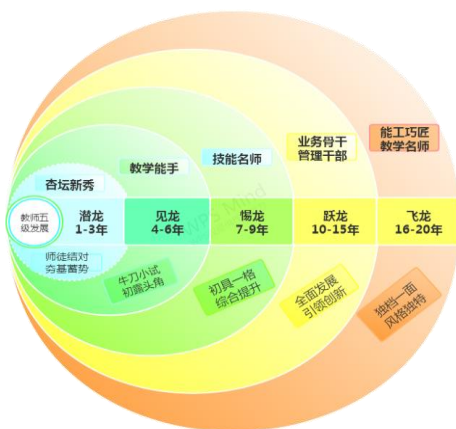 能工巧匠
教学名师
业务骨干
管理干部
技能名师
教学能手
杏坛新秀
教师五
级发展
潜龙
1-3年
见龙
4-6年
惕龙
7-9年
跃龙
10-15年
飞龙
16-20年
师徒结对
夯基蓄势
牛刀小试
初露头角
初具一格
综合提升
全面发展
引领创新
独档一面
风格独特
WPS Mind